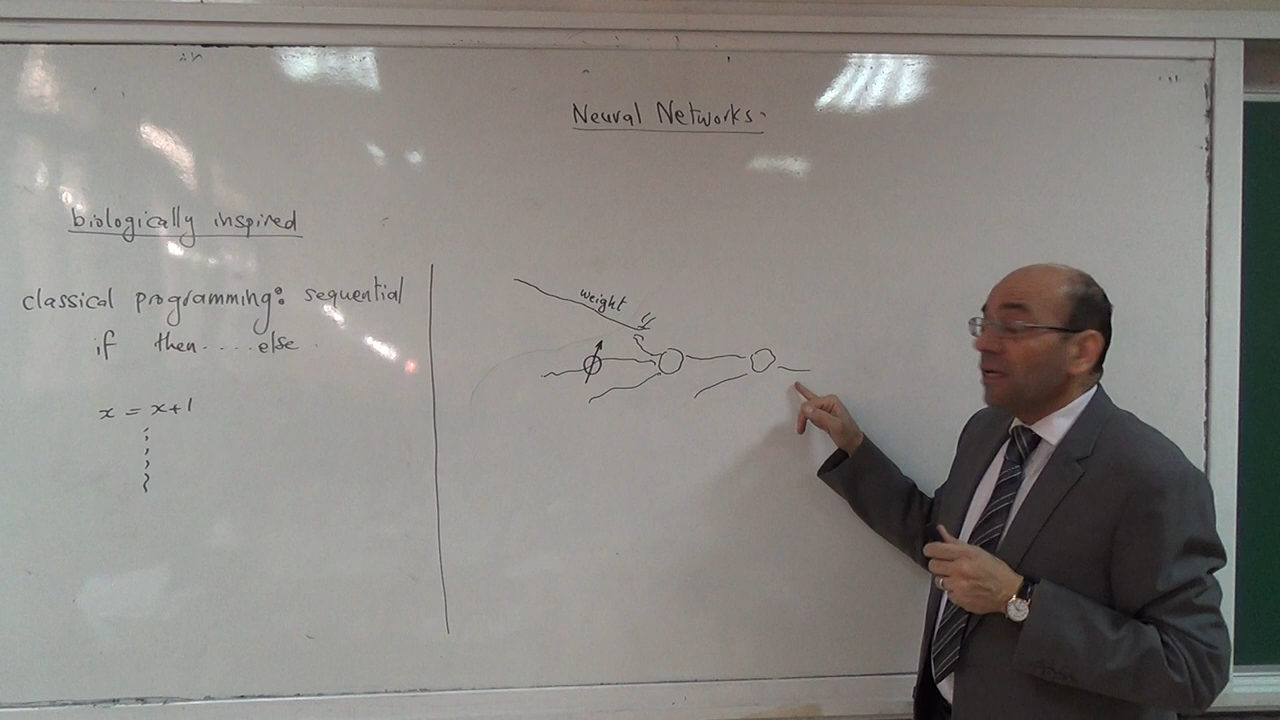 Neural Networks.
biologically inspired
classical programming: sequential
if then.....else.
x = x+1
weight